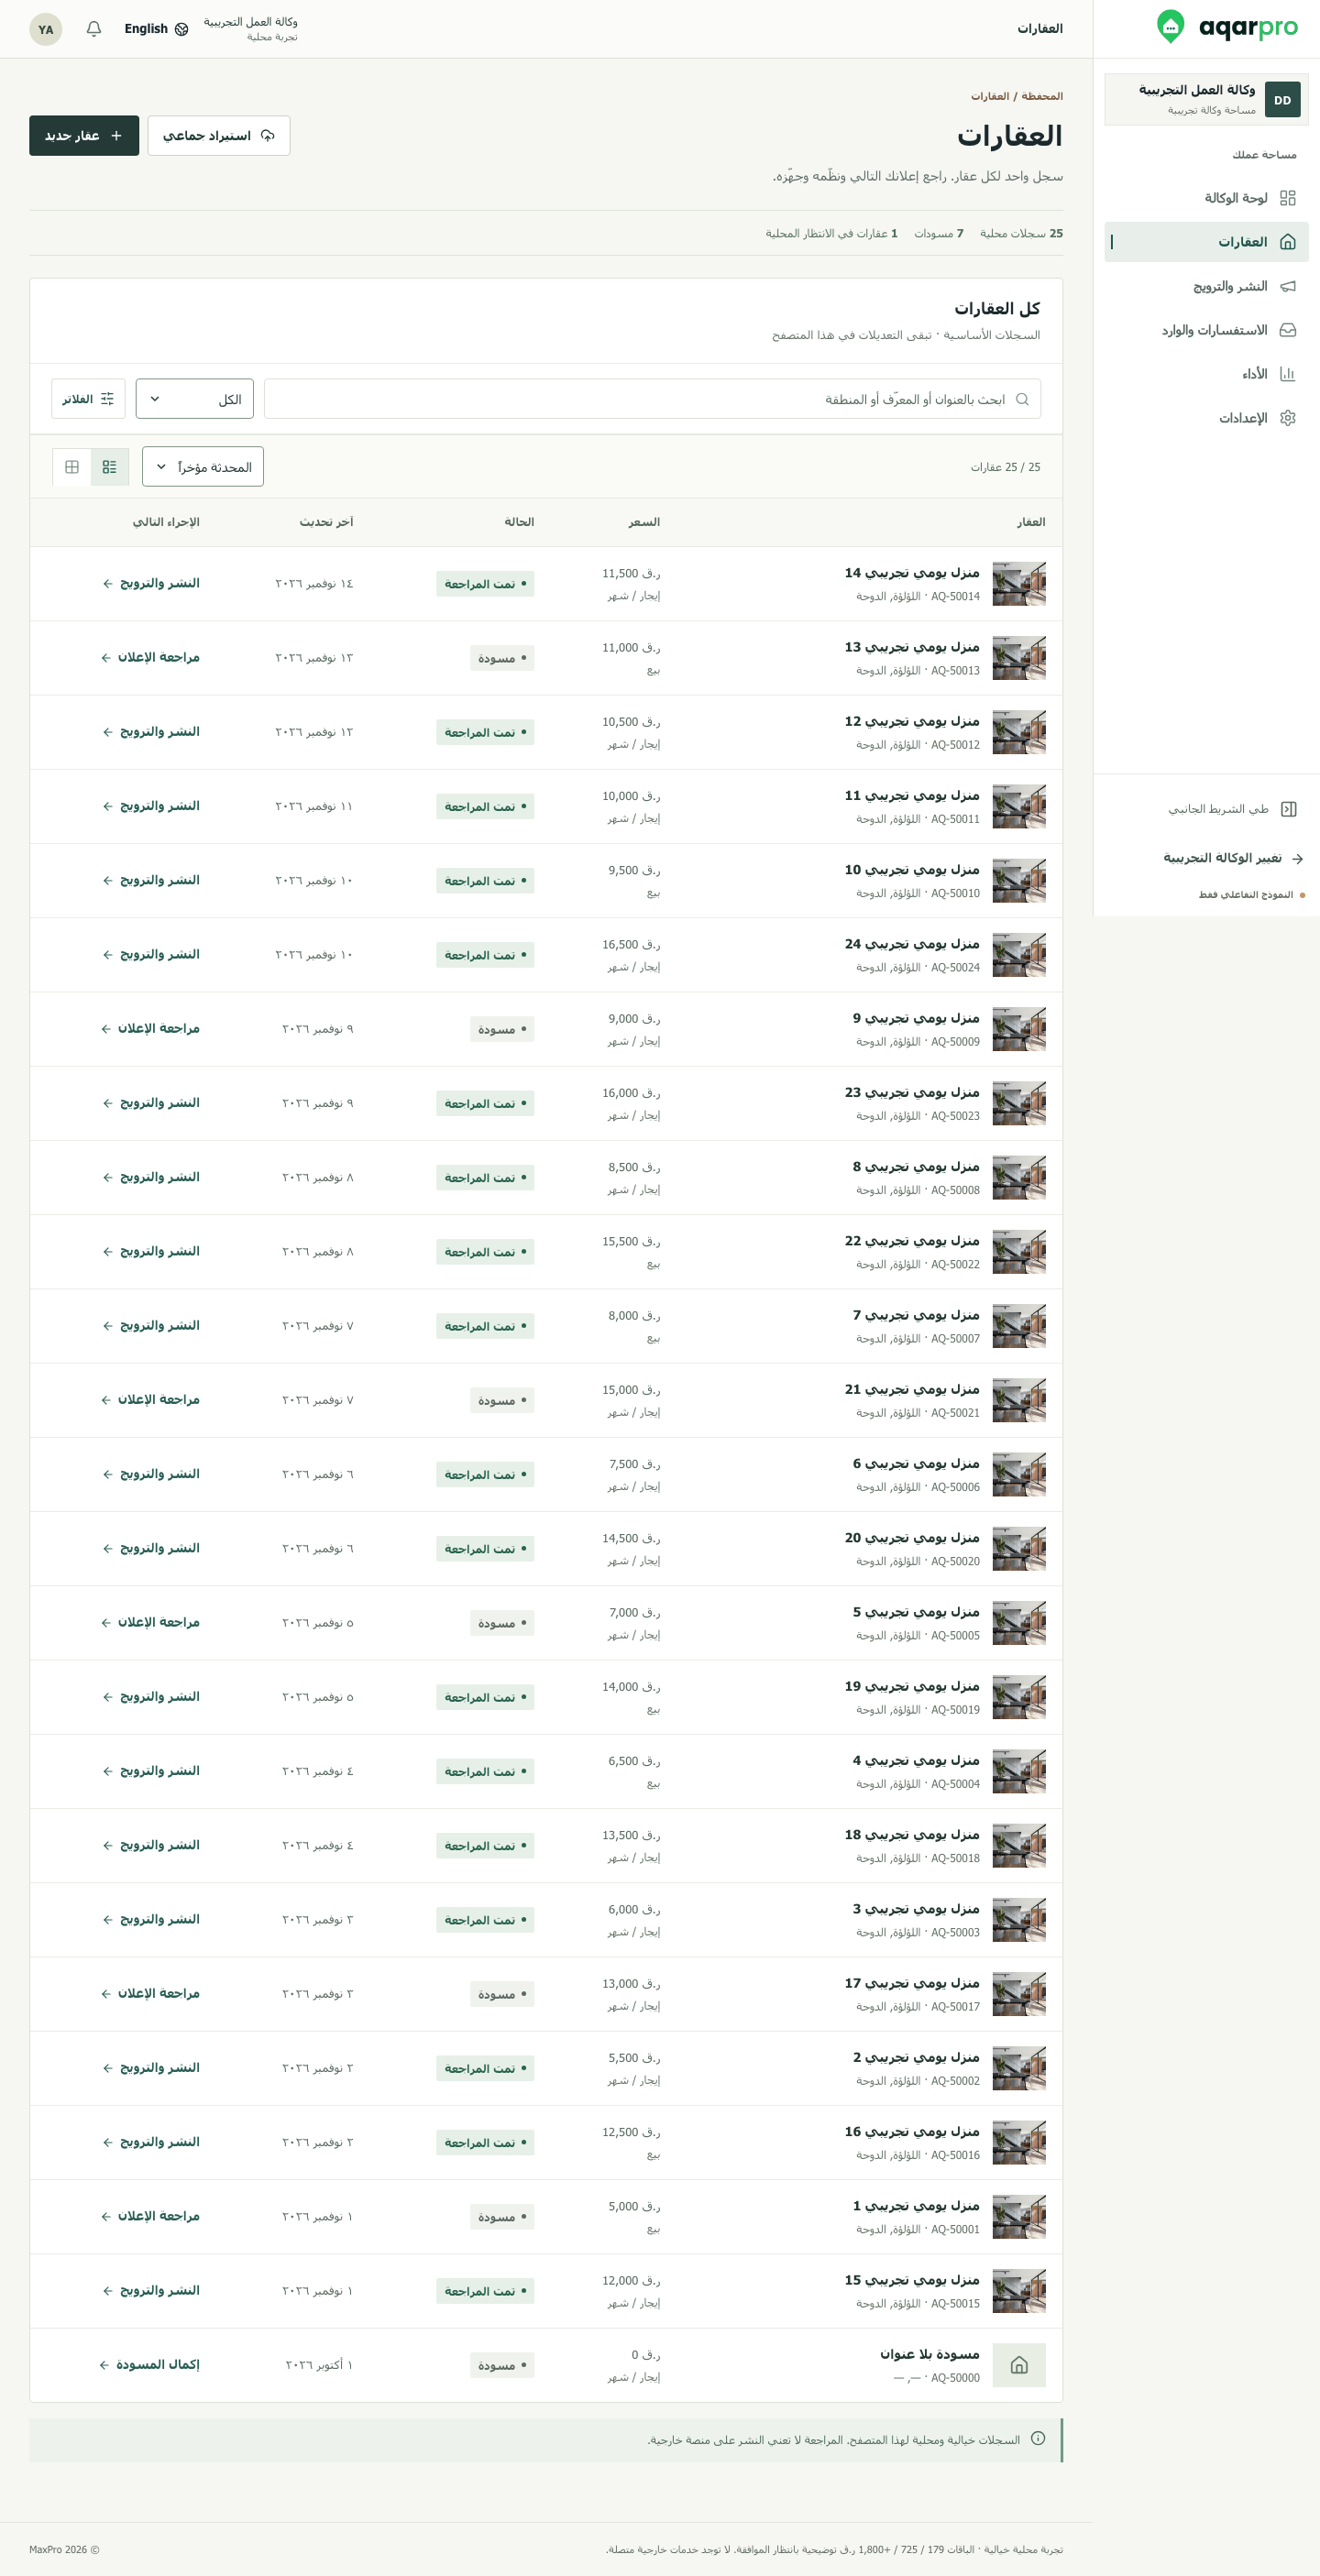 aqarpro
DD
وكالة العمل التجريبية
مساحة وكالة تجريبية
مساحة عملك
لوحة الوكالة
العقارات
النشر والترويج
الاستفسارات والوارد
الأداء
الإعدادات
طي الشريط الجانبي
تغيير الوكالة التجريبية
النموذج التفاعلي فقط
العقارات
وكالة العمل التجريبية
تجربة محلية
English
YA
المحفظة / العقارات
العقارات
سجل واحد لكل عقار. راجع إعلانك التالي ونظّمه وجهّزه.
استيراد جماعي
عقار جديد
25 سجلات محلية 7 مسودات 1 عقارات في الانتظار المحلية
كل العقارات
السجلات الأساسية · تبقى التعديلات في هذا المتصفح
ابحث بالعنوان أو المعرّف أو المنطقة
الكل
الفلاتر
25 / 25 عقارات
المحدثة مؤخراً
العقار السعر الحالة آخر تحديث الإجراء التالي
منزل يومي تجريبي 14 ر.ق 11,500 تمت المراجعة ١٤ نوفمبر ٢٠٢٦ النشر والترويج
AQ-50014 · اللؤلؤة, الدوحة إيجار / شهر
منزل يومي تجريبي 13 ر.ق 11,000 مسودة ١٣ نوفمبر ٢٠٢٦ مراجعة الإعلان
AQ-50013 · اللؤلؤة, الدوحة بيع
منزل يومي تجريبي 12 ر.ق 10,500 تمت المراجعة ١٢ نوفمبر ٢٠٢٦ النشر والترويج
AQ-50012 · اللؤلؤة, الدوحة إيجار / شهر
منزل يومي تجريبي 11 ر.ق 10,000 تمت المراجعة ١١ نوفمبر ٢٠٢٦ النشر والترويج
AQ-50011 · اللؤلؤة, الدوحة إيجار / شهر
منزل يومي تجريبي 10 ر.ق 9,500 تمت المراجعة ١٠ نوفمبر ٢٠٢٦ النشر والترويج
AQ-50010 · اللؤلؤة, الدوحة بيع
منزل يومي تجريبي 24 ر.ق 16,500 تمت المراجعة ١٠ نوفمبر ٢٠٢٦ النشر والترويج
AQ-50024 · اللؤلؤة, الدوحة إيجار / شهر
منزل يومي تجريبي 9 ر.ق 9,000 مسودة ٩ نوفمبر ٢٠٢٦ مراجعة الإعلان
AQ-50009 · اللؤلؤة, الدوحة إيجار / شهر
منزل يومي تجريبي 23 ر.ق 16,000 تمت المراجعة ٩ نوفمبر ٢٠٢٦ النشر والترويج
AQ-50023 · اللؤلؤة, الدوحة إيجار / شهر
منزل يومي تجريبي 8 ر.ق 8,500 تمت المراجعة ٨ نوفمبر ٢٠٢٦ النشر والترويج
AQ-50008 · اللؤلؤة, الدوحة إيجار / شهر
منزل يومي تجريبي 22 ر.ق 15,500 تمت المراجعة ٨ نوفمبر ٢٠٢٦ النشر والترويج
AQ-50022 · اللؤلؤة, الدوحة بيع
منزل يومي تجريبي 7 ر.ق 8,000 تمت المراجعة ٧ نوفمبر ٢٠٢٦ النشر والترويج
AQ-50007 · اللؤلؤة, الدوحة بيع
منزل يومي تجريبي 21 ر.ق 15,000 مسودة ٧ نوفمبر ٢٠٢٦ مراجعة الإعلان
AQ-50021 · اللؤلؤة, الدوحة إيجار / شهر
منزل يومي تجريبي 6 ر.ق 7,500 تمت المراجعة ٦ نوفمبر ٢٠٢٦ النشر والترويج
AQ-50006 · اللؤلؤة, الدوحة إيجار / شهر
منزل يومي تجريبي 20 ر.ق 14,500 تمت المراجعة ٦ نوفمبر ٢٠٢٦ النشر والترويج
AQ-50020 · اللؤلؤة, الدوحة إيجار / شهر
منزل يومي تجريبي 5 ر.ق 7,000 مسودة ٥ نوفمبر ٢٠٢٦ مراجعة الإعلان
AQ-50005 · اللؤلؤة, الدوحة إيجار / شهر
منزل يومي تجريبي 19 ر.ق 14,000 تمت المراجعة ٥ نوفمبر ٢٠٢٦ النشر والترويج
AQ-50019 · اللؤلؤة, الدوحة بيع
منزل يومي تجريبي 4 ر.ق 6,500 تمت المراجعة ٤ نوفمبر ٢٠٢٦ النشر والترويج
AQ-50004 · اللؤلؤة, الدوحة بيع
منزل يومي تجريبي 18 ر.ق 13,500 تمت المراجعة ٤ نوفمبر ٢٠٢٦ النشر والترويج
AQ-50018 · اللؤلؤة, الدوحة إيجار / شهر
منزل يومي تجريبي 3 ر.ق 6,000 تمت المراجعة ٣ نوفمبر ٢٠٢٦ النشر والترويج
AQ-50003 · اللؤلؤة, الدوحة إيجار / شهر
منزل يومي تجريبي 17 ر.ق 13,000 مسودة ٣ نوفمبر ٢٠٢٦ مراجعة الإعلان
AQ-50017 · اللؤلؤة, الدوحة إيجار / شهر
منزل يومي تجريبي 2 ر.ق 5,500 تمت المراجعة ٢ نوفمبر ٢٠٢٦ النشر والترويج
AQ-50002 · اللؤلؤة, الدوحة إيجار / شهر
منزل يومي تجريبي 16 ر.ق 12,500 تمت المراجعة ٢ نوفمبر ٢٠٢٦ النشر والترويج
AQ-50016 · اللؤلؤة, الدوحة بيع
منزل يومي تجريبي 1 ر.ق 5,000 مسودة ١ نوفمبر ٢٠٢٦ مراجعة الإعلان
AQ-50001 · اللؤلؤة, الدوحة بيع
منزل يومي تجريبي 15 ر.ق 12,000 تمت المراجعة ١ نوفمبر ٢٠٢٦ النشر والترويج
AQ-50015 · اللؤلؤة, الدوحة إيجار / شهر
مسودة بلا عنوان ر.ق 0 مسودة ١ أكتوبر ٢٠٢٦ إكمال المسودة
AQ-50000 · —, — إيجار / شهر
السجلات خيالية ومحلية لهذا المتصفح. المراجعة لا تعني النشر على منصة خارجية.
تجربة محلية خيالية · الباقات 179 / 725 / +1,800 ر.ق توضيحية بانتظار الموافقة. لا توجد خدمات خارجية متصلة.
© 2026 MaxPro